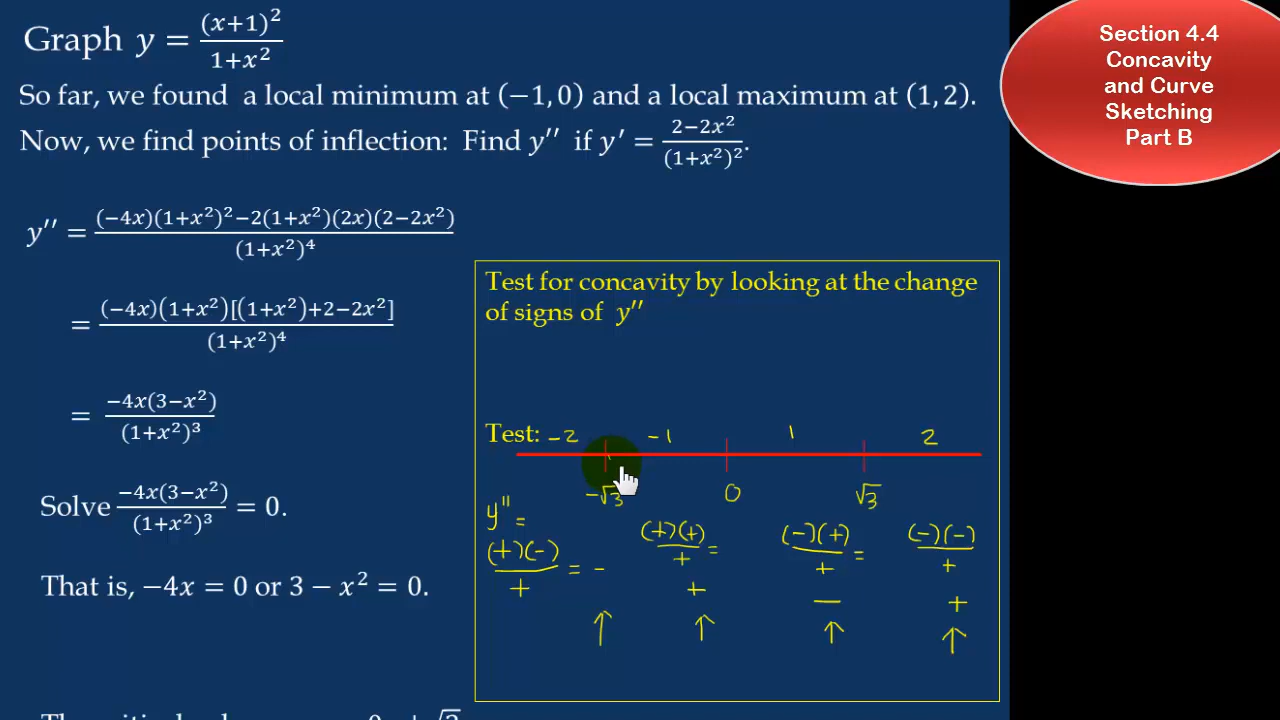 Graph y = (x+1)²/(1+x²)
Section 4.4
Concavity
and Curve
Sketching
Part B
So far, we found a local minimum at (−1, 0) and a local maximum at (1, 2).
Now, we find points of inflection: Find y′′ if y′ = (2−2x²)/(1+x²)².
y′′ = ((−4x)(1+x²)²−2(1+x²)(2x)(2−2x²))/(1+x²)⁴
= ((−4x)(1+x²)[(1+x²)+2−2x²])/(1+x²)⁴
= (−4x(3−x²))/(1+x²)³
Solve (−4x(3−x²))/(1+x²)³ = 0.
That is, −4x = 0 or 3 − x² = 0.
Test for concavity by looking at the change
of signs of y′′
Test: -2 -1 1 2
-√3 0 √3
y" =
(+)(-)/+ = - (+)(+)/+ = + (-)(+)/+ = − (-)(-)/+ +
↑ ↑ ↑ ↑